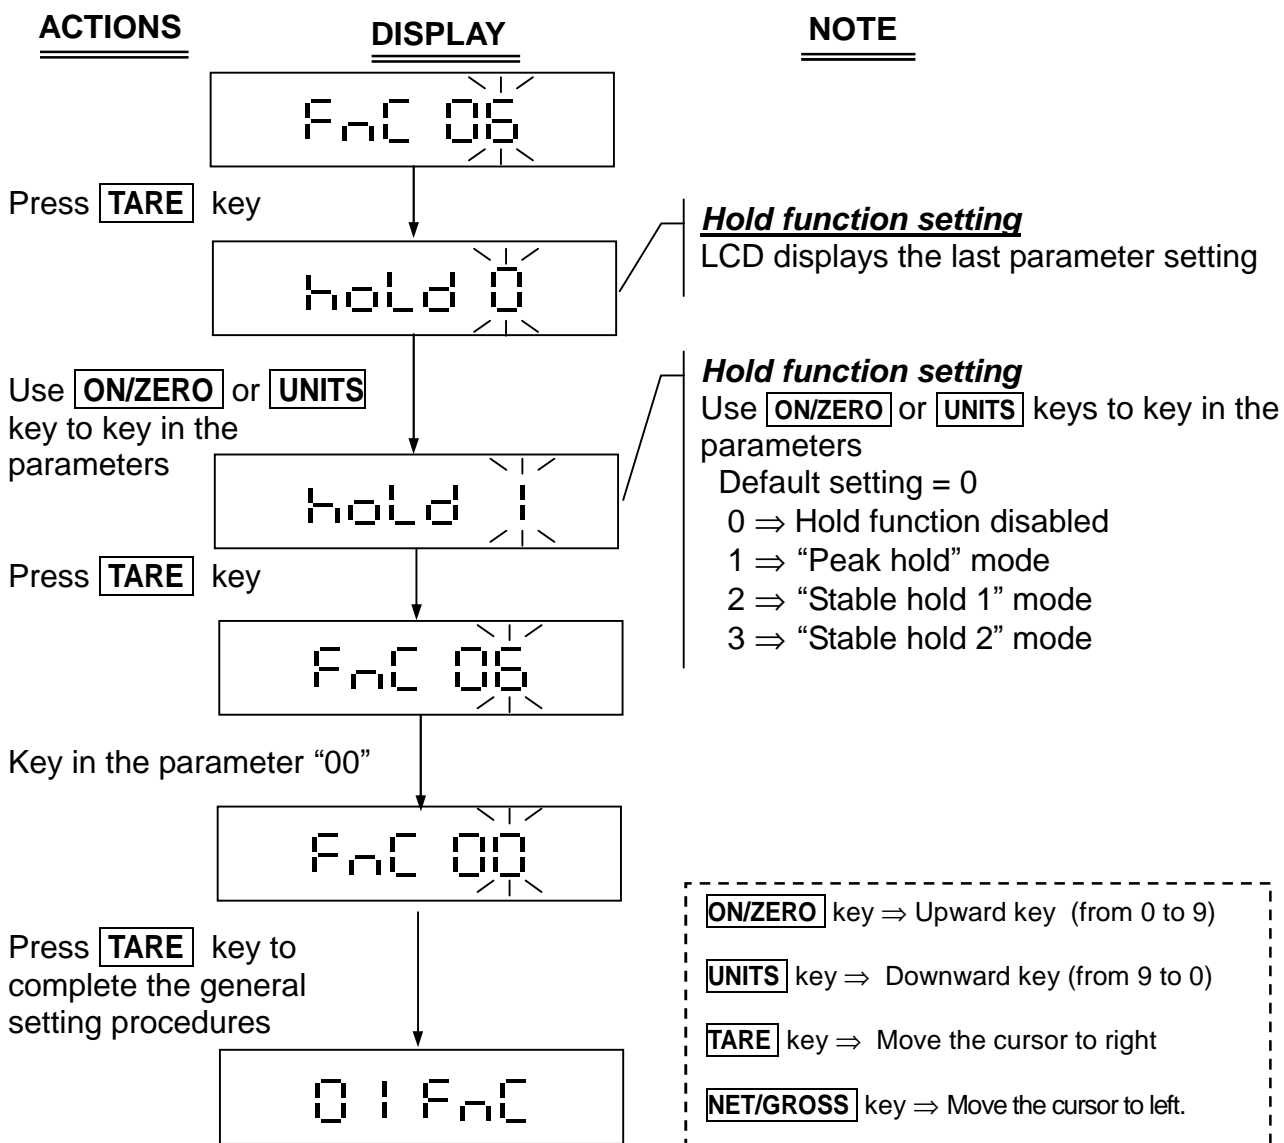 ACTIONS DISPLAY NOTE
FnC 06
Press TARE key
hoLd 0
Hold function setting
LCD displays the last parameter setting
Use ON/ZERO or UNITS
key to key in the
parameters
hoLd 1
Hold function setting
Use ON/ZERO or UNITS keys to key in the
parameters
Default setting = 0
0 ⇒ Hold function disabled
1 ⇒ “Peak hold” mode
2 ⇒ “Stable hold 1” mode
3 ⇒ “Stable hold 2” mode
Press TARE key
FnC 06
Key in the parameter “00”
FnC 00
Press TARE key to
complete the general
setting procedures
01 FnC
ON/ZERO key ⇒ Upward key (from 0 to 9)
UNITS key ⇒ Downward key (from 9 to 0)
TARE key ⇒ Move the cursor to right
NET/GROSS key ⇒ Move the cursor to left.